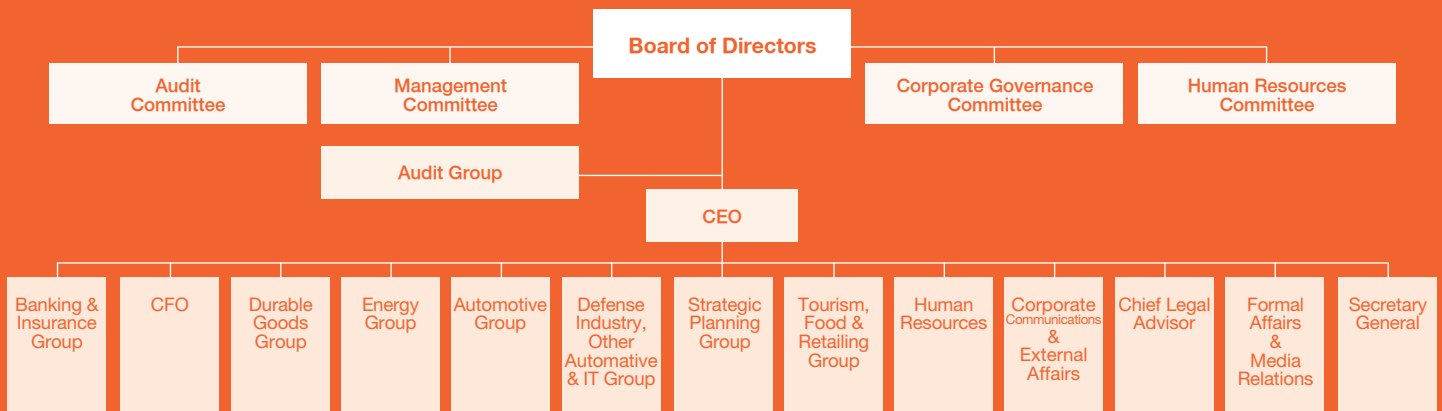 Board of Directors
Audit
Committee
Management
Committee
Corporate Governance
Committee
Human Resources
Committee
Audit Group
CEO
Banking &
Insurance
Group
CFO
Durable
Goods
Group
Energy
Group
Automotive
Group
Defense
Industry,
Other
Automative
& IT Group
Strategic
Planning
Group
Tourism,
Food &
Retailing
Group
Human
Resources
Corporate
Communications
&
External
Affairs
Chief Legal
Advisor
Formal
Affairs
&
Media
Relations
Secretary
General